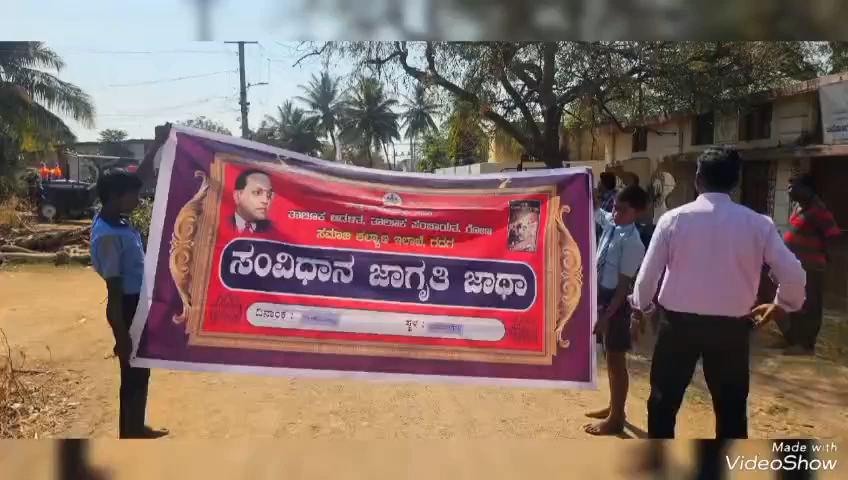 ತಾಲೂಕ ಆಡಳಿತ, ತಾಲೂಕ ಪಂಚಾಯತ, ರೋಣ
ಸಮಾಜ ಕಲ್ಯಾಣ ಇಲಾಖೆ, ಗದಗ
ಸಂವಿಧಾನ ಜಾಗೃತಿ ಜಾಥಾ
ದಿನಾಂಕ : ಸ್ಥಳ :
Made with
VideoShow